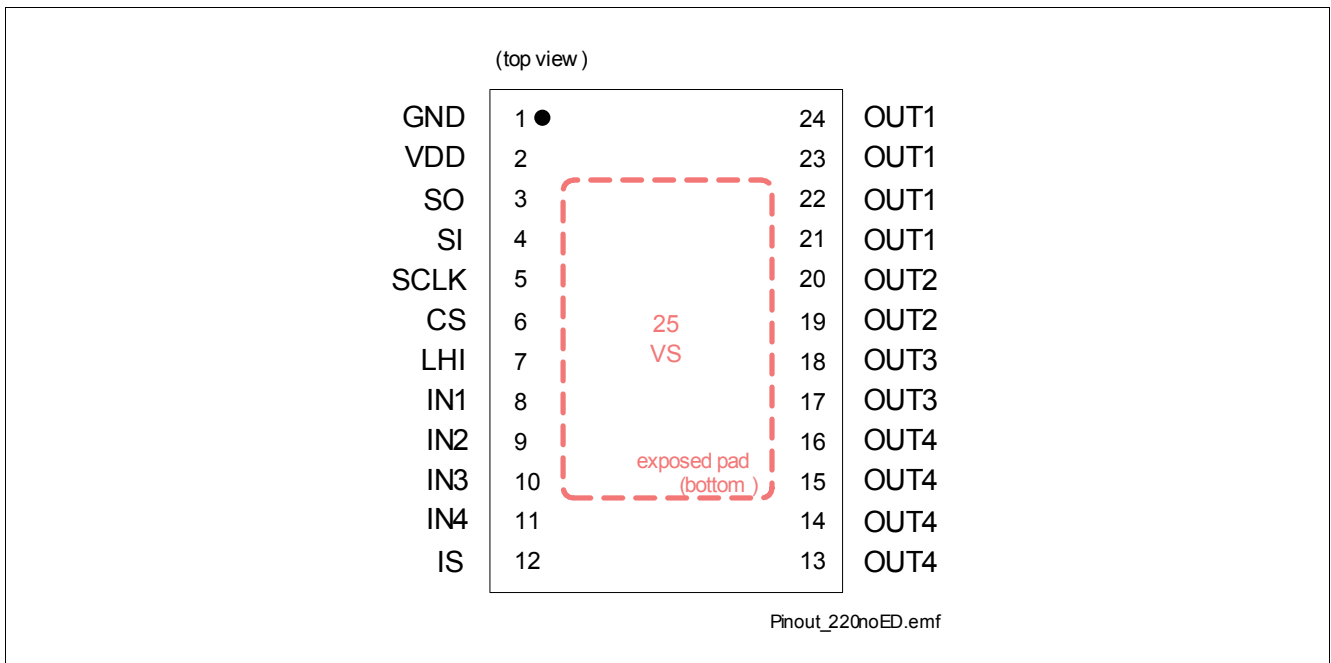 (top view )
GND 1 24 OUT1
VDD 2 23 OUT1
SO 3 22 OUT1
SI 4 21 OUT1
SCLK 5 20 OUT2
CS 6 25 19 OUT2
LHI 7 VS 18 OUT3
IN1 8 17 OUT3
IN2 9 16 OUT4
exposed pad
IN3 10 (bottom ) 15 OUT4
IN4 11 14 OUT4
IS 12 13 OUT4
Pinout_220noED.emf